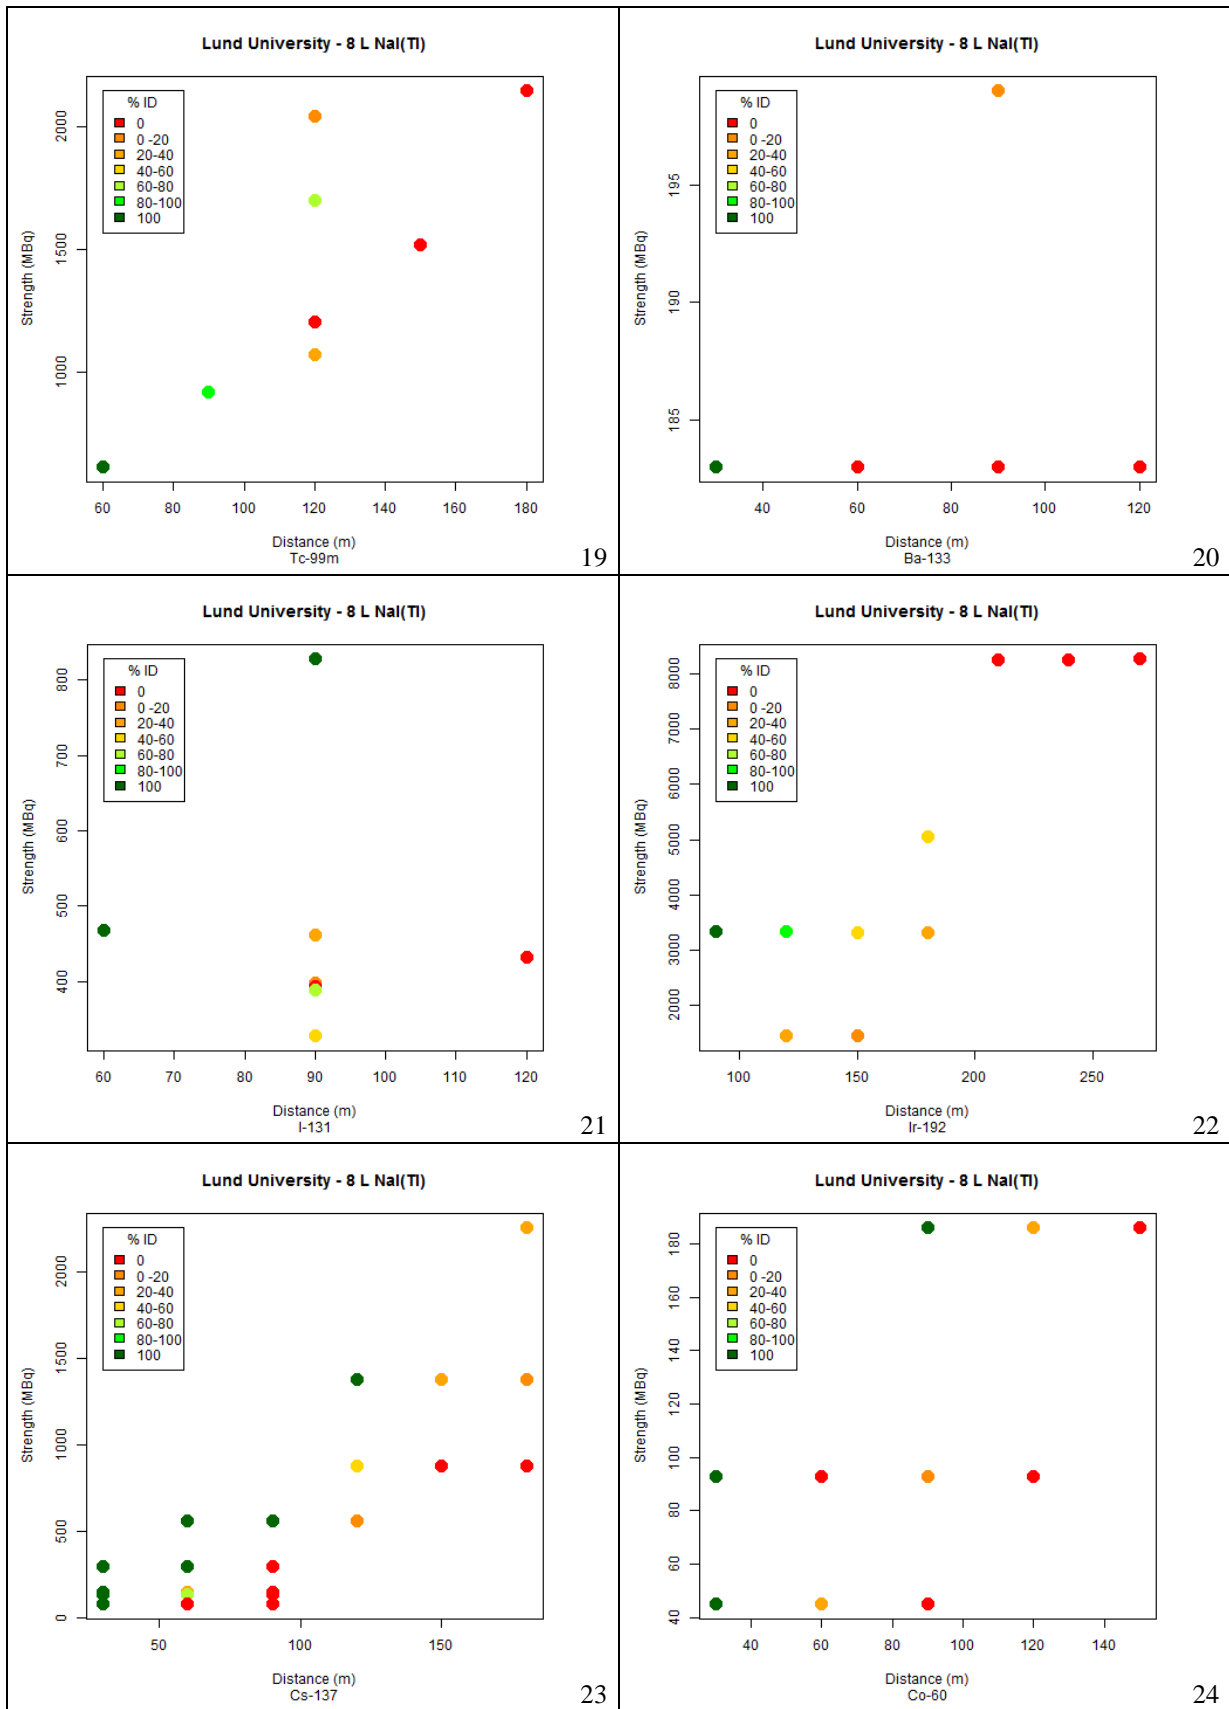 Lund University - 8 L NaI(Tl)
% ID
0
0 -20
20-40
40-60
60-80
80-100
100
Strength (MBq)
1000 1500 2000
60 80 100 120 140 160 180
Distance (m)
Tc-99m
19
Lund University - 8 L NaI(Tl)
% ID
0
0 -20
20-40
40-60
60-80
80-100
100
Strength (MBq)
185 190 195
40 60 80 100 120
Distance (m)
Ba-133
20
Lund University - 8 L NaI(Tl)
% ID
0
0 -20
20-40
40-60
60-80
80-100
100
Strength (MBq)
400 500 600 700 800
60 70 80 90 100 110 120
Distance (m)
I-131
21
Lund University - 8 L NaI(Tl)
% ID
0
0 -20
20-40
40-60
60-80
80-100
100
Strength (MBq)
2000 3000 4000 5000 6000 7000 8000
100 150 200 250
Distance (m)
Ir-192
22
Lund University - 8 L NaI(Tl)
% ID
0
0 -20
20-40
40-60
60-80
80-100
100
Strength (MBq)
0 500 1000 1500 2000
50 100 150
Distance (m)
Cs-137
23
Lund University - 8 L NaI(Tl)
% ID
0
0 -20
20-40
40-60
60-80
80-100
100
Strength (MBq)
40 60 80 100 120 140 160 180
40 60 80 100 120 140
Distance (m)
Co-60
24